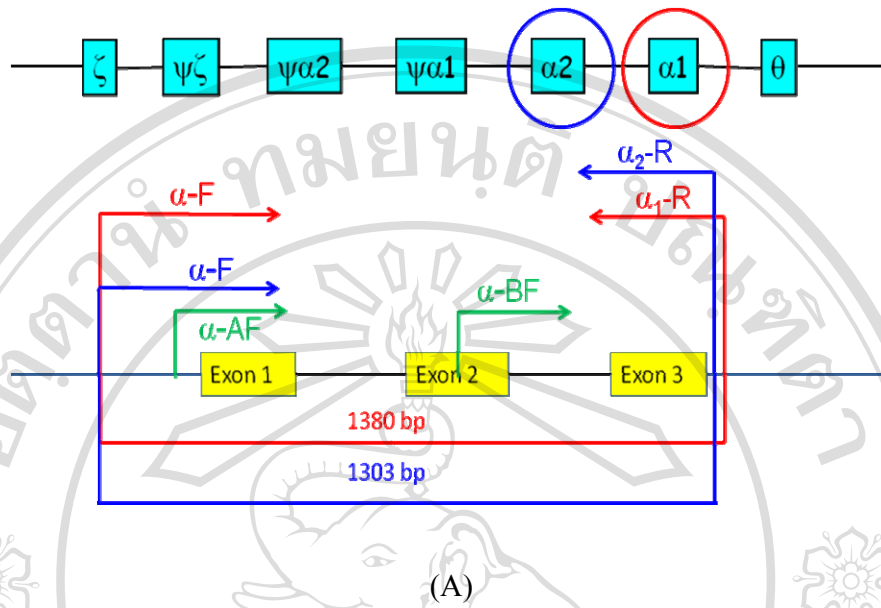 ζ ψζ ψα2 ψα1 α2 α1 θ
α₂-R
α-F α₁-R
α-F
α-BF
α-AF
Exon 1 Exon 2 Exon 3
1380 bp
1303 bp
(A)